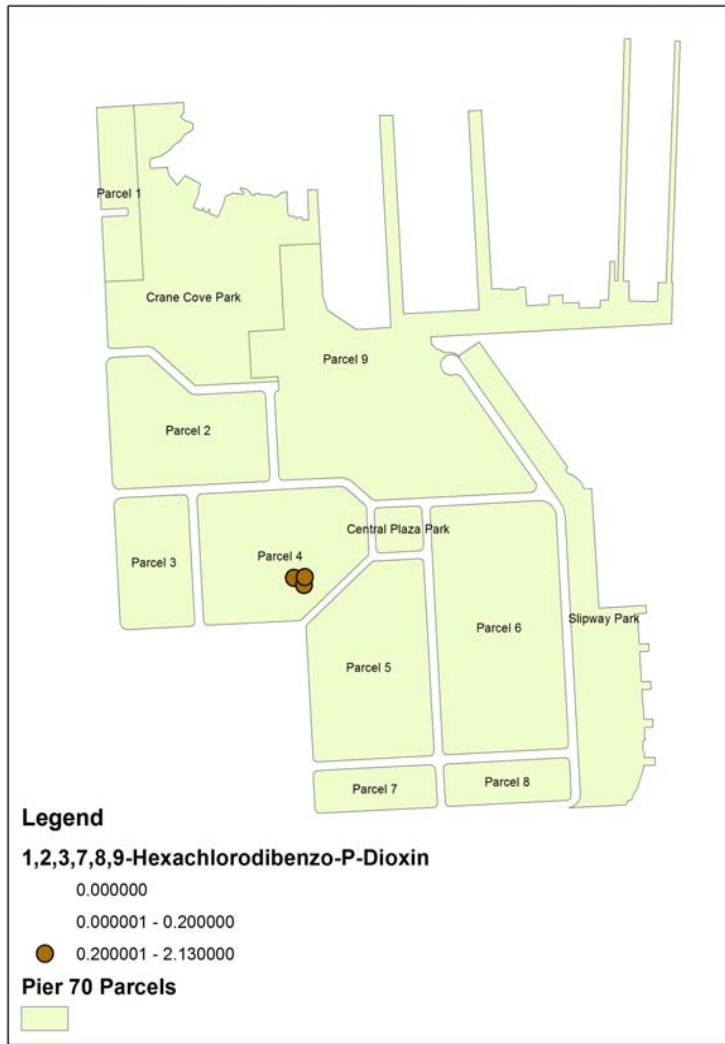 Parcel 1
Crane Cove Park
Parcel 9
Parcel 2
Central Plaza Park
Parcel 4
Parcel 3
Slipway Park
Parcel 6
Parcel 5
Parcel 8
Parcel 7
Legend
1,2,3,7,8,9-Hexachlorodibenzo-P-Dioxin
0.000000
0.000001 - 0.200000
0.200001 - 2.130000
Pier 70 Parcels